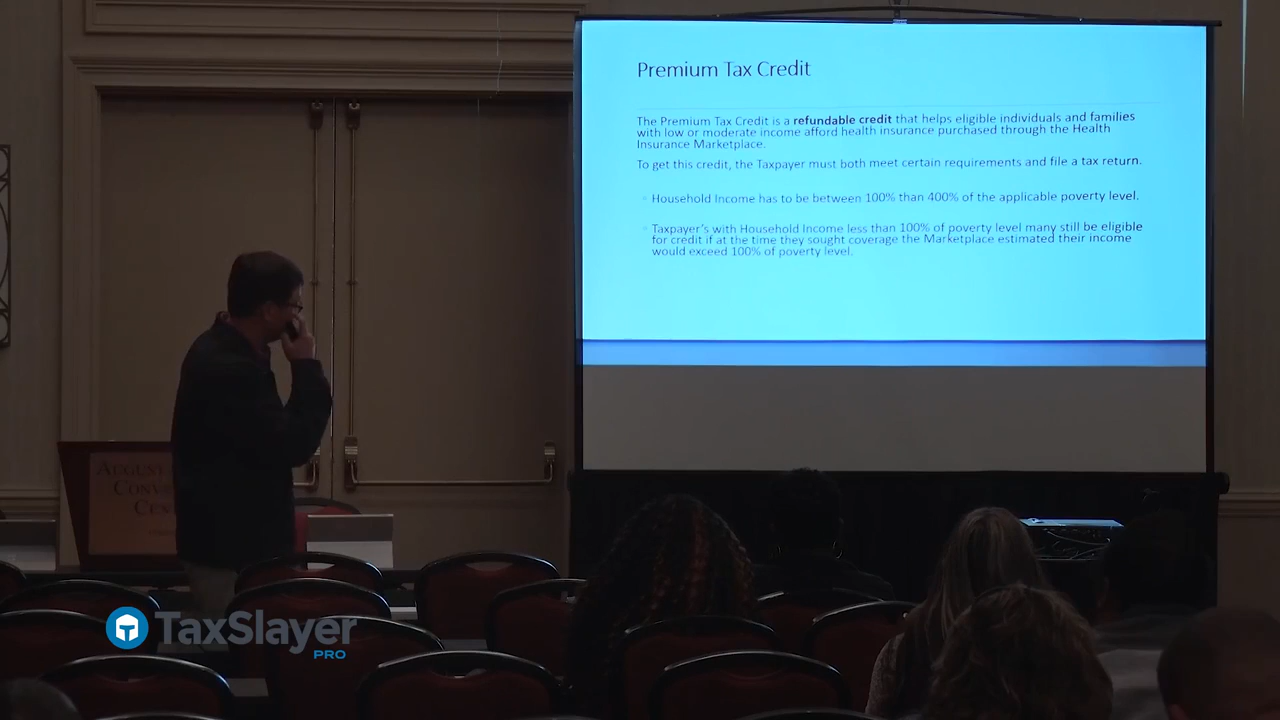 Premium Tax Credit
The Premium Tax Credit is a refundable credit that helps eligible individuals and families
with low or moderate income afford health insurance purchased through the Health
Insurance Marketplace.
To get this credit, the Taxpayer must both meet certain requirements and file a tax return.
Household Income has to be between 100% than 400% of the applicable poverty level.
Taxpayer's with Household Income less than 100% of poverty level many still be eligible
for credit if at the time they sought coverage the Marketplace estimated their income
would exceed 100% of poverty level.
TaxSlayer
PRO